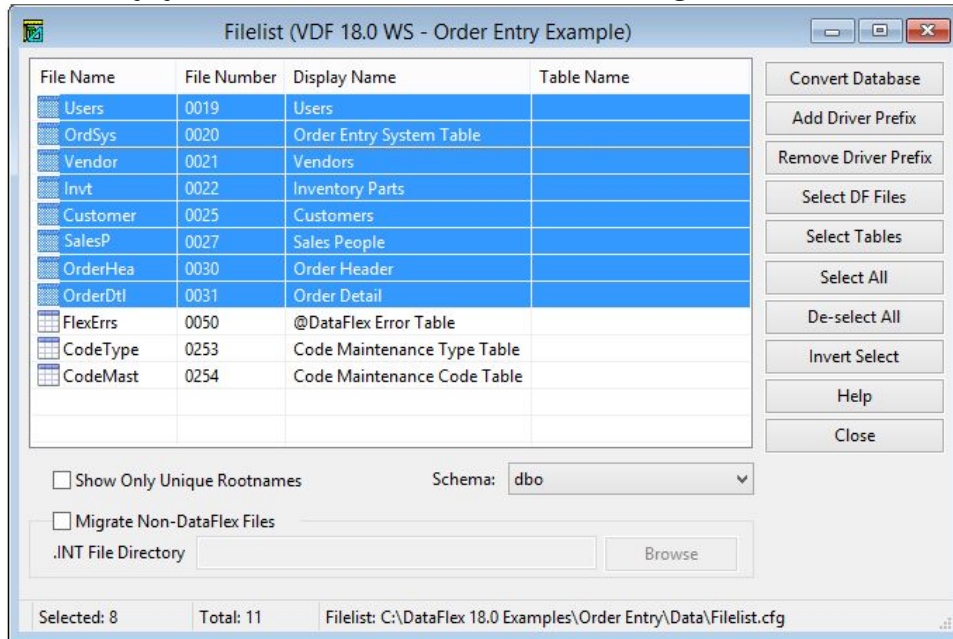 Filelist (VDF 18.0 WS - Order Entry Example)
File Name File Number Display Name Table Name
Users 0019 Users
OrdSys 0020 Order Entry System Table
Vendor 0021 Vendors
Invt 0022 Inventory Parts
Customer 0025 Customers
SalesP 0027 Sales People
OrderHea 0030 Order Header
OrderDtl 0031 Order Detail
FlexErrs 0050 @DataFlex Error Table
CodeType 0253 Code Maintenance Type Table
CodeMast 0254 Code Maintenance Code Table
Convert Database
Add Driver Prefix
Remove Driver Prefix
Select DF Files
Select Tables
Select All
De-select All
Invert Select
Help
Close
Show Only Unique Rootnames Schema: dbo
Migrate Non-DataFlex Files
.INT File Directory Browse
Selected: 8 Total: 11 Filelist: C:\DataFlex 18.0 Examples\Order Entry\Data\Filelist.cfg